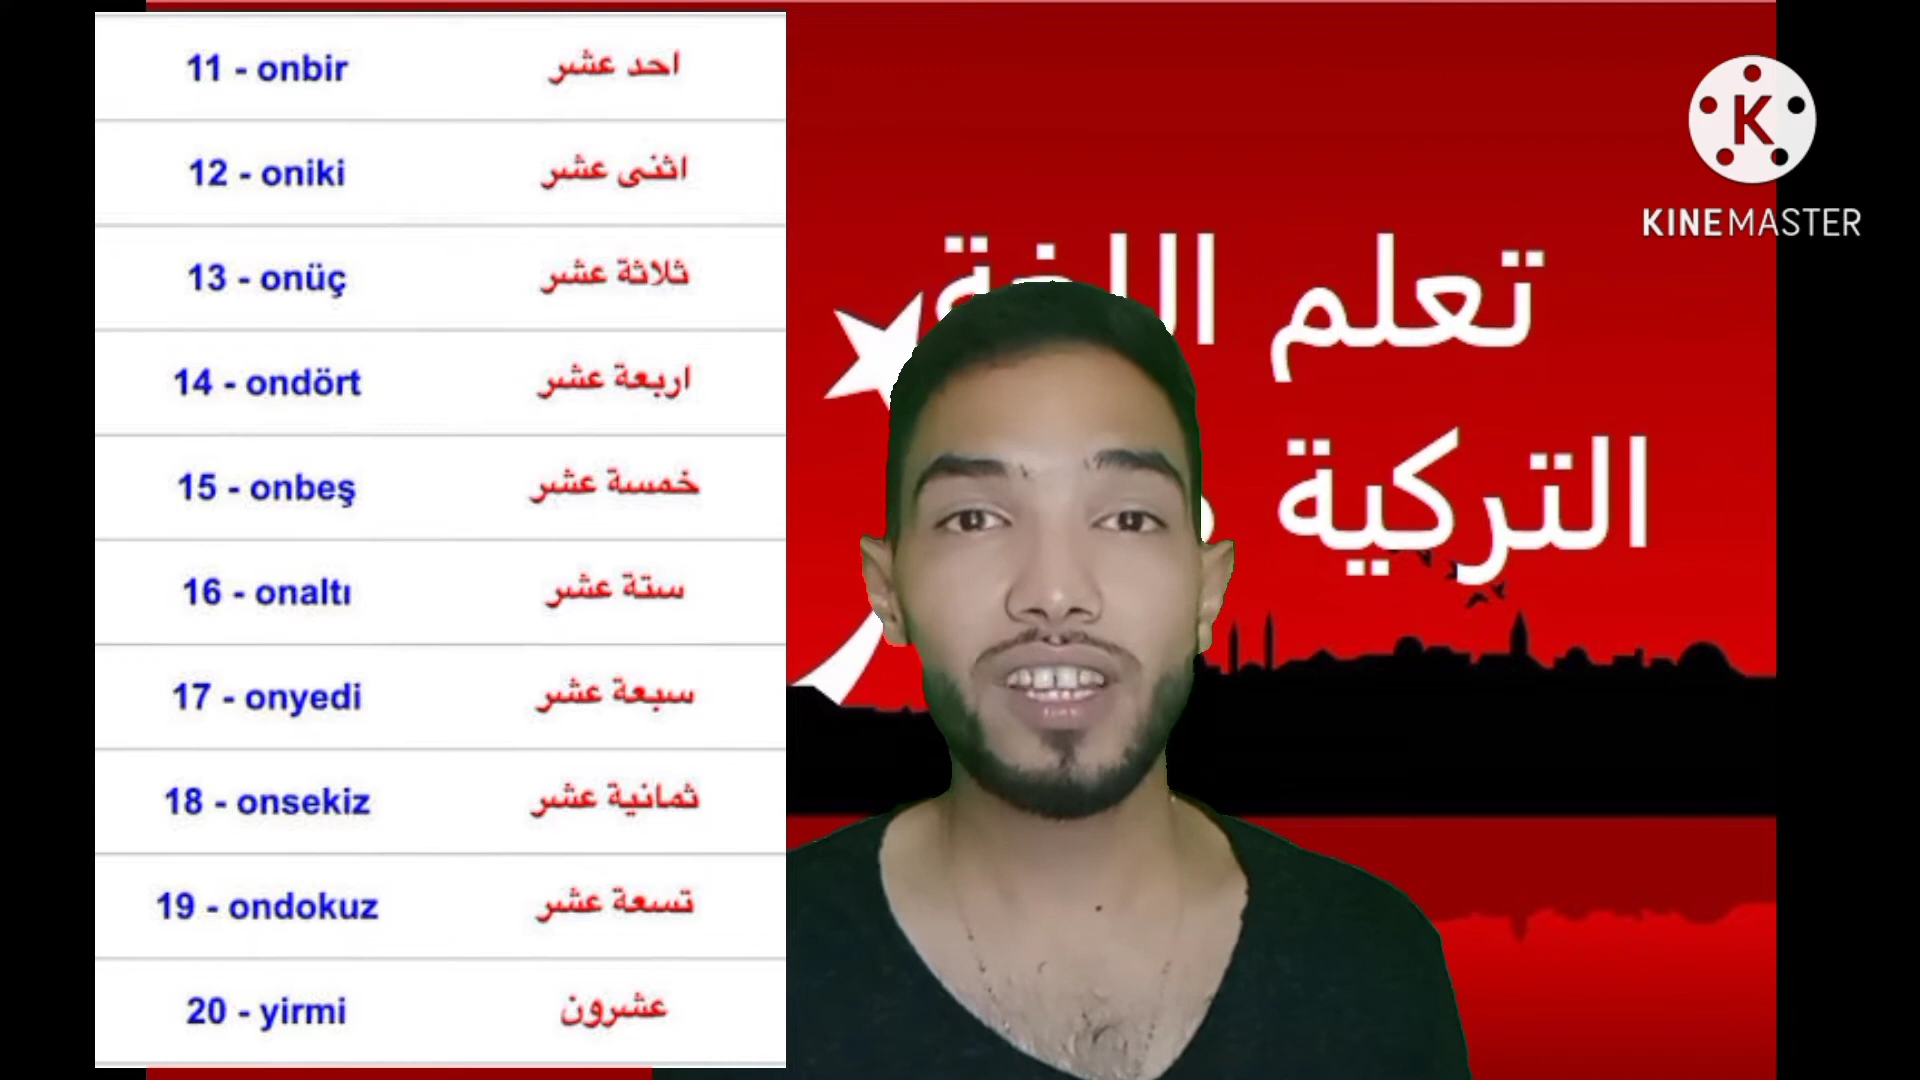 11 - onbir احد عشر
12 - oniki اثنى عشر
13 - onüç ثلاثة عشر
14 - ondört اربعة عشر
15 - onbeş خمسة عشر
16 - onaltı ستة عشر
17 - onyedi سبعة عشر
18 - onsekiz ثمانية عشر
19 - ondokuz تسعة عشر
20 - yirmi عشرون
K
KINEMASTER
تعلم
التركية